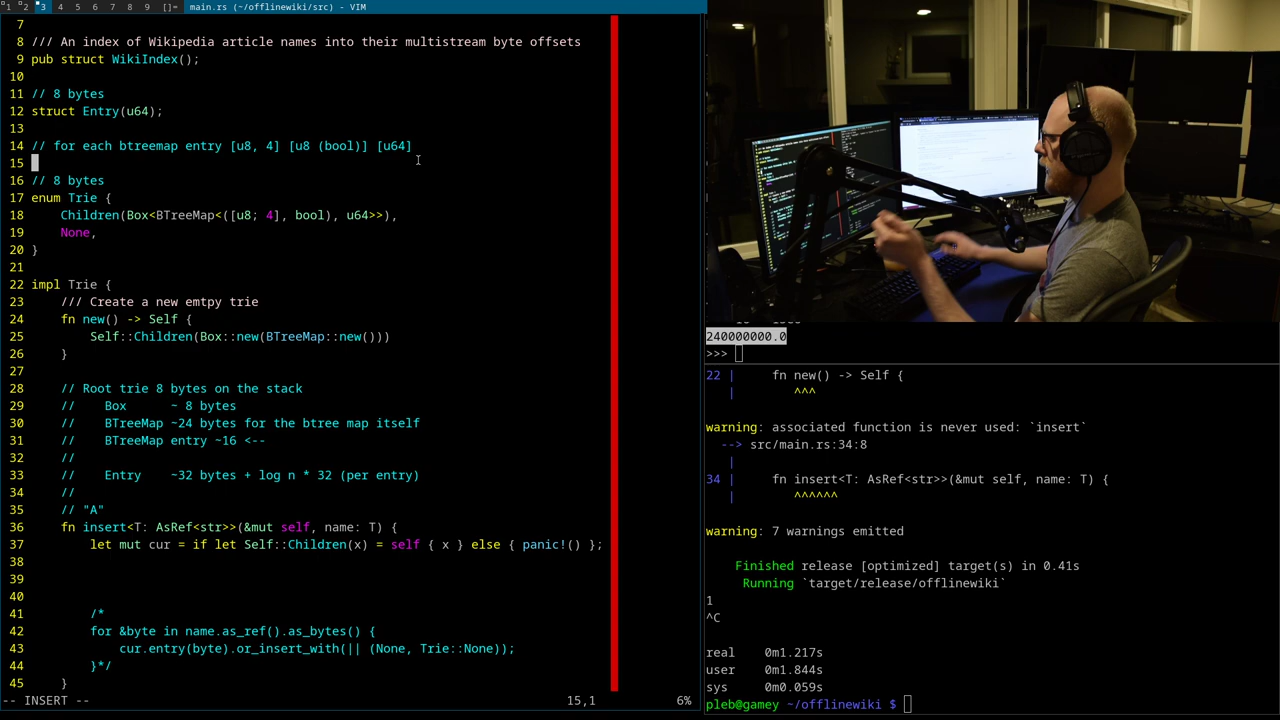 1 2 3 4 5 6 7 8 9 []= main.rs (~/offlinewiki/src) - VIM
7
8 /// An index of Wikipedia article names into their multistream byte offsets
9 pub struct WikiIndex();
10
11 // 8 bytes
12 struct Entry(u64);
13
14 // for each btreemap entry [u8, 4] [u8 (bool)] [u64]
15
16 // 8 bytes
17 enum Trie {
18     Children(Box<BTreeMap<([u8; 4], bool), u64>>),
19     None,
20 }
21
22 impl Trie {
23     /// Create a new emtpy trie
24     fn new() -> Self {
25         Self::Children(Box::new(BTreeMap::new()))
26     }
27
28     // Root trie 8 bytes on the stack
29     //    Box      ~ 8 bytes
30     //    BTreeMap ~24 bytes for the btree map itself
31     //    BTreeMap entry ~16 <--
32     //
33     //    Entry    ~32 bytes + log n * 32 (per entry)
34     //
35     // "A"
36     fn insert<T: AsRef<str>>(&mut self, name: T) {
37         let mut cur = if let Self::Children(x) = self { x } else { panic!() };
38
39
40
41         /*
42         for &byte in name.as_ref().as_bytes() {
43             cur.entry(byte).or_insert_with(|| (None, Trie::None));
44         }*/
45     }
-- INSERT -- 15,1 6%
240000000.0
>>>
22 |     fn new() -> Self {
   |        ^^^
warning: associated function is never used: `insert`
  --> src/main.rs:34:8
   |
34 |     fn insert<T: AsRef<str>>(&mut self, name: T) {
   |        ^^^^^^
warning: 7 warnings emitted
    Finished release [optimized] target(s) in 0.41s
     Running `target/release/offlinewiki`
1
^C
real    0m1.217s
user    0m1.844s
sys     0m0.059s
pleb@gamey ~/offlinewiki $